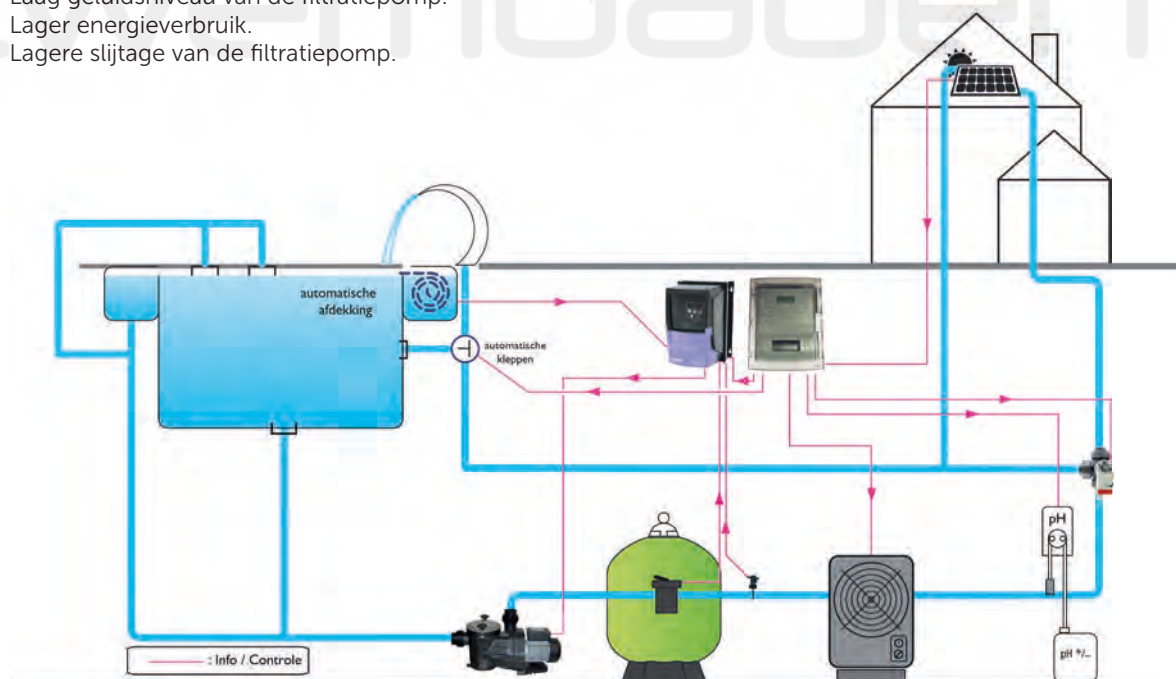 Laag geluidsniveau van de filtratiepomp.
Lager energieverbruik.
Lagere slijtage van de filtratiepomp.
automatische
afdekking
automatische
kleppen
pH
: Info / Controle
pH +/-